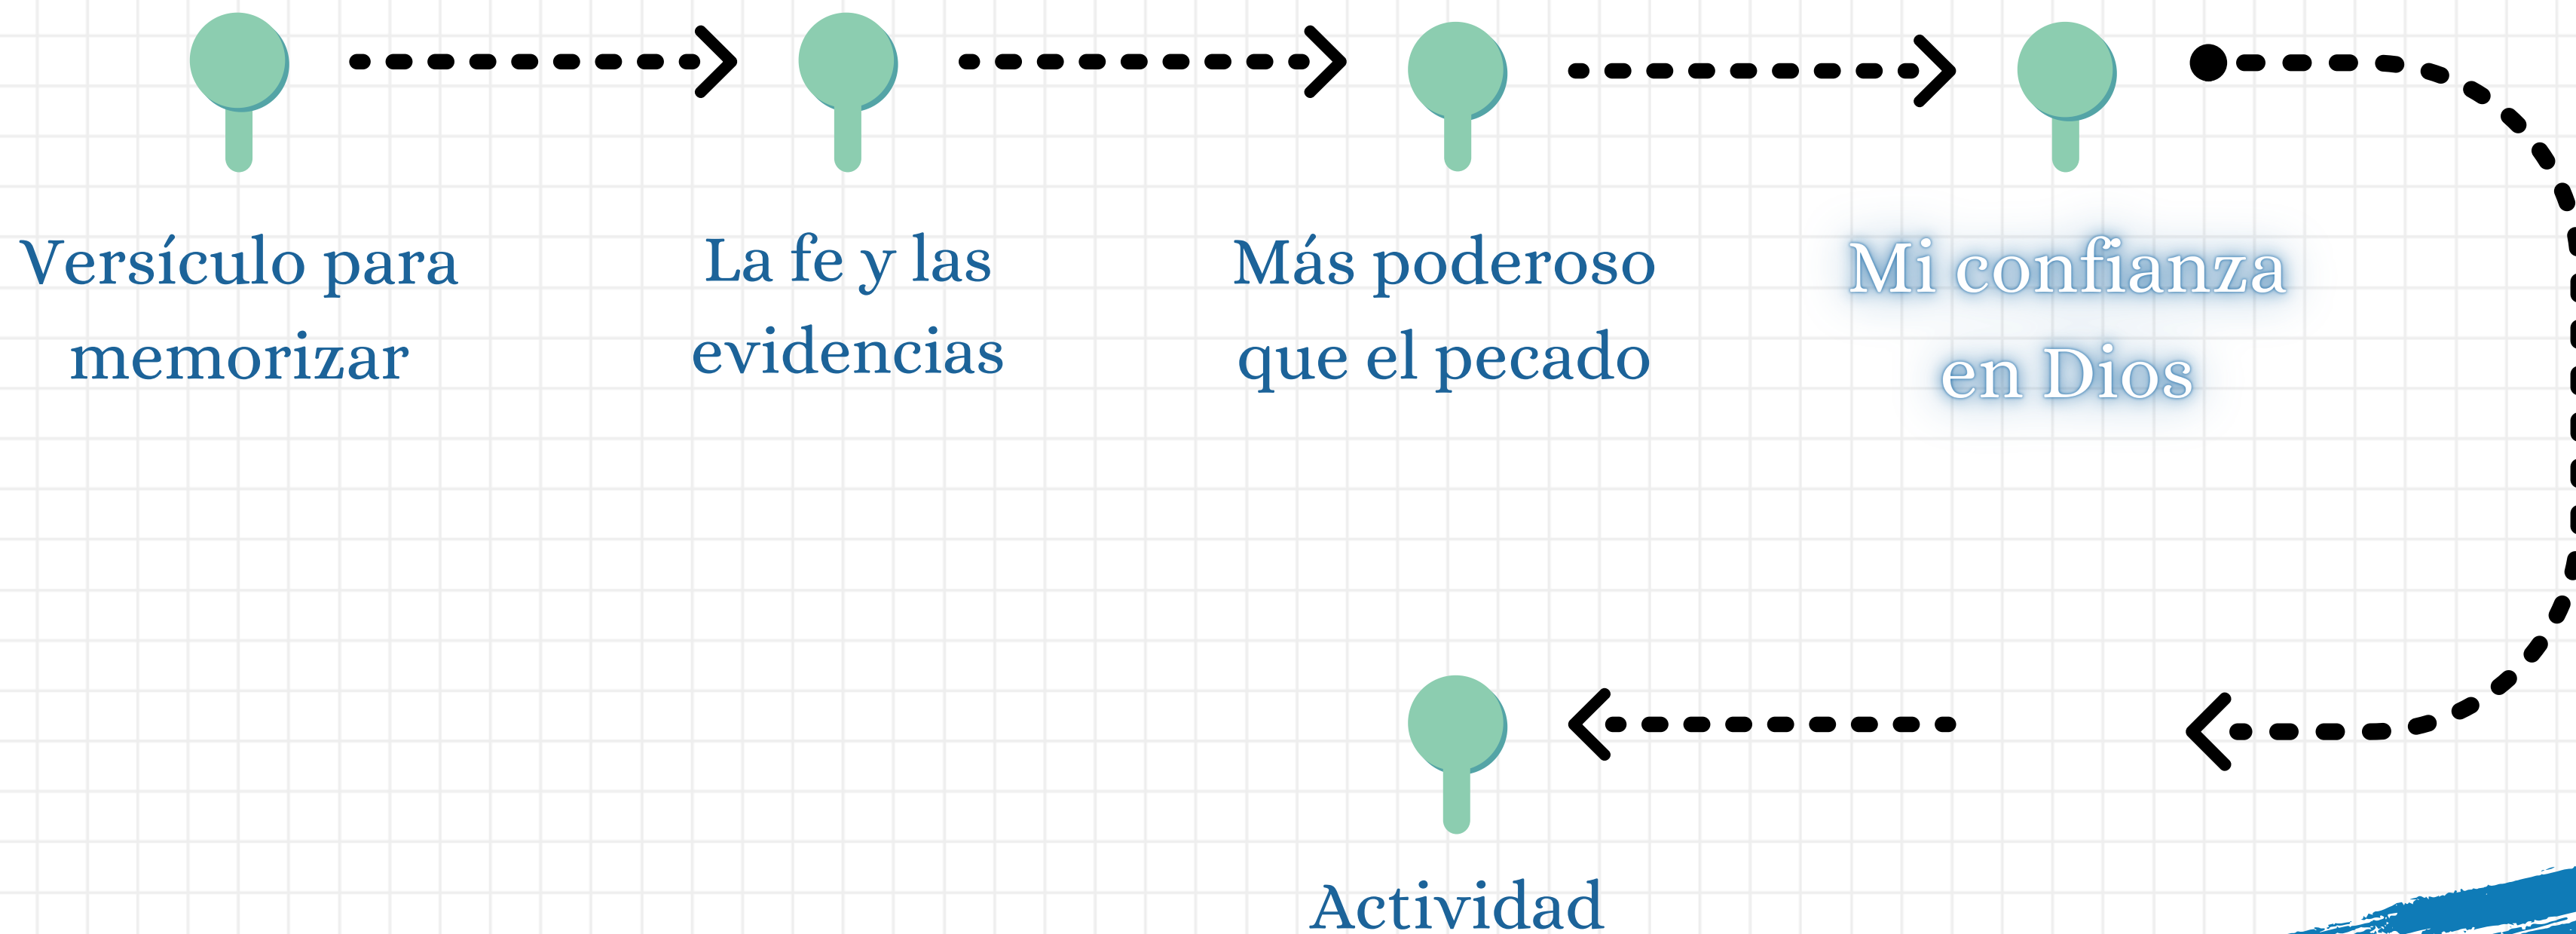 Versículo para
memorizar
La fe y las
evidencias
Más poderoso
que el pecado
Mi confianza
en Dios
Actividad